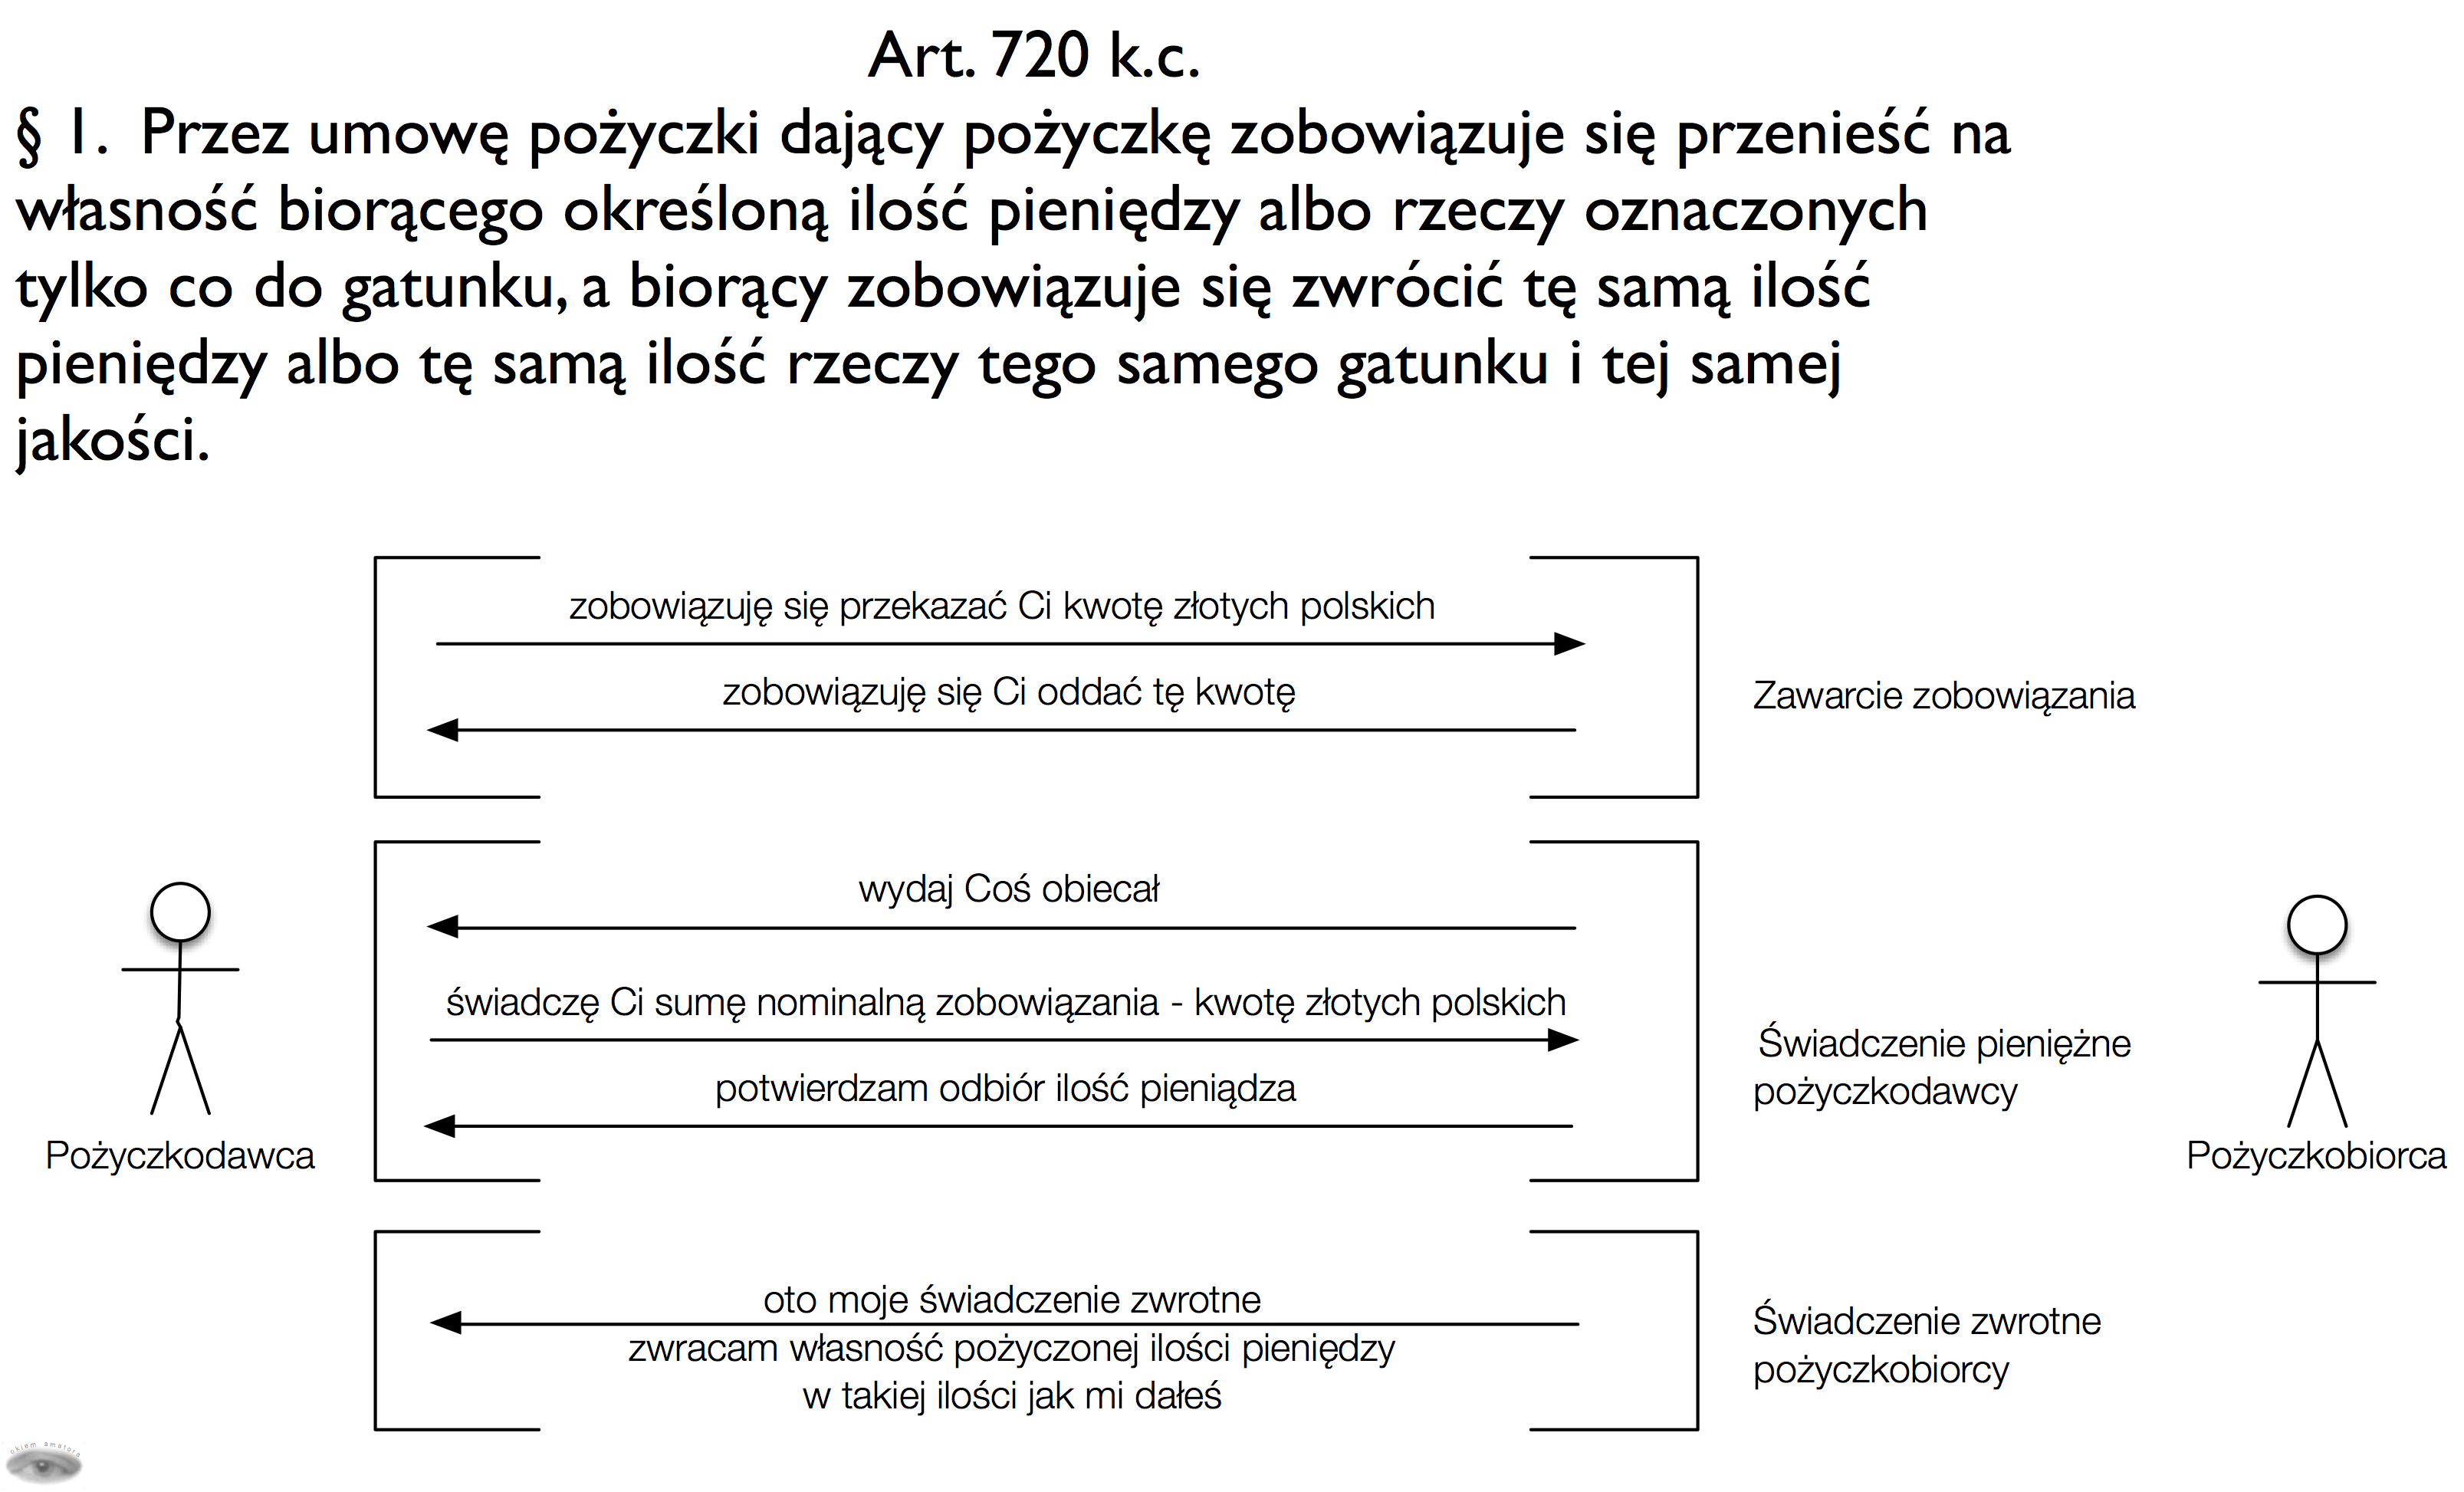 Art. 720 k.c.
§ 1. Przez umowę pożyczki dający pożyczkę zobowiązuje się przenieść na
własność biorącego określoną ilość pieniędzy albo rzeczy oznaczonych
tylko co do gatunku, a biorący zobowiązuje się zwrócić tę samą ilość
pieniędzy albo tę samą ilość rzeczy tego samego gatunku i tej samej
jakości.
zobowiązuję się przekazać Ci kwotę złotych polskich
zobowiązuję się Ci oddać tę kwotę
Zawarcie zobowiązania
wydaj Coś obiecał
świadczę Ci sumę nominalną zobowiązania - kwotę złotych polskich
potwierdzam odbiór ilość pieniądza
Świadczenie pieniężne
pożyczkodawcy
Pożyczkodawca
Pożyczkobiorca
oto moje świadczenie zwrotne
zwracam własność pożyczonej ilości pieniędzy
w takiej ilości jak mi dałeś
Świadczenie zwrotne
pożyczkobiorcy
okiem amatora